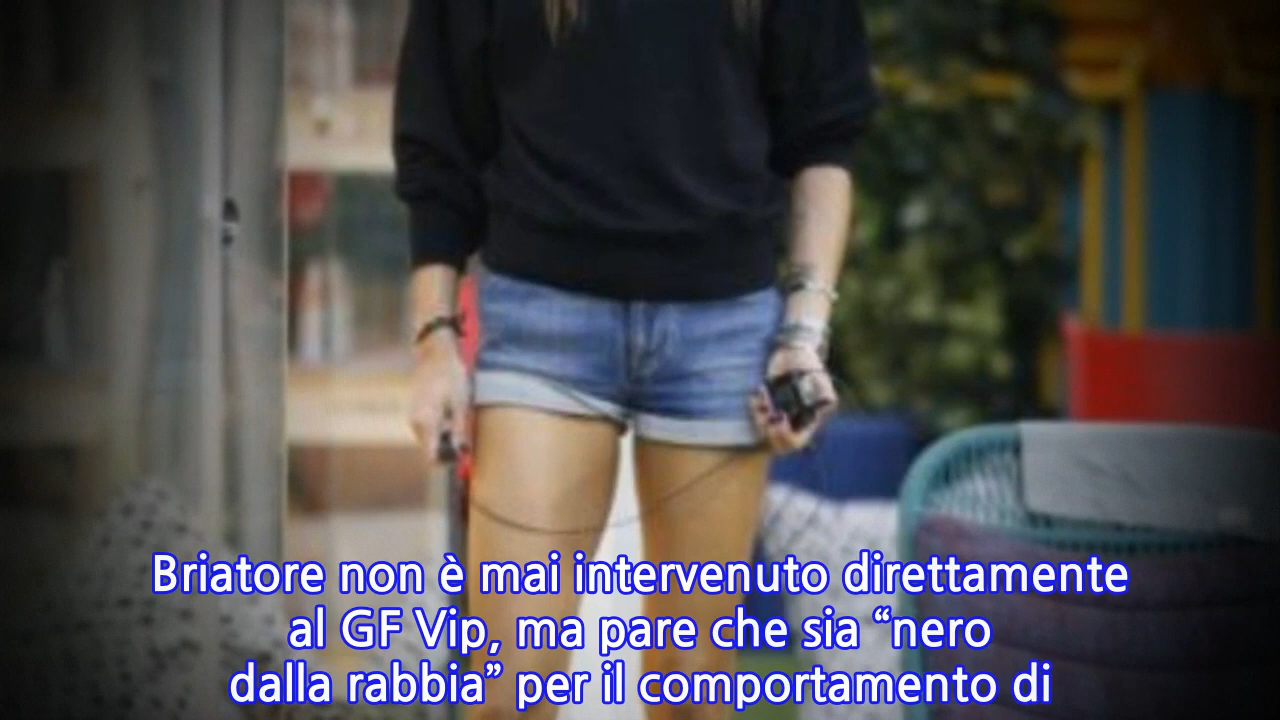 Briatore non è mai intervenuto direttamente
al GF Vip, ma pare che sia “nero
dalla rabbia” per il comportamento di